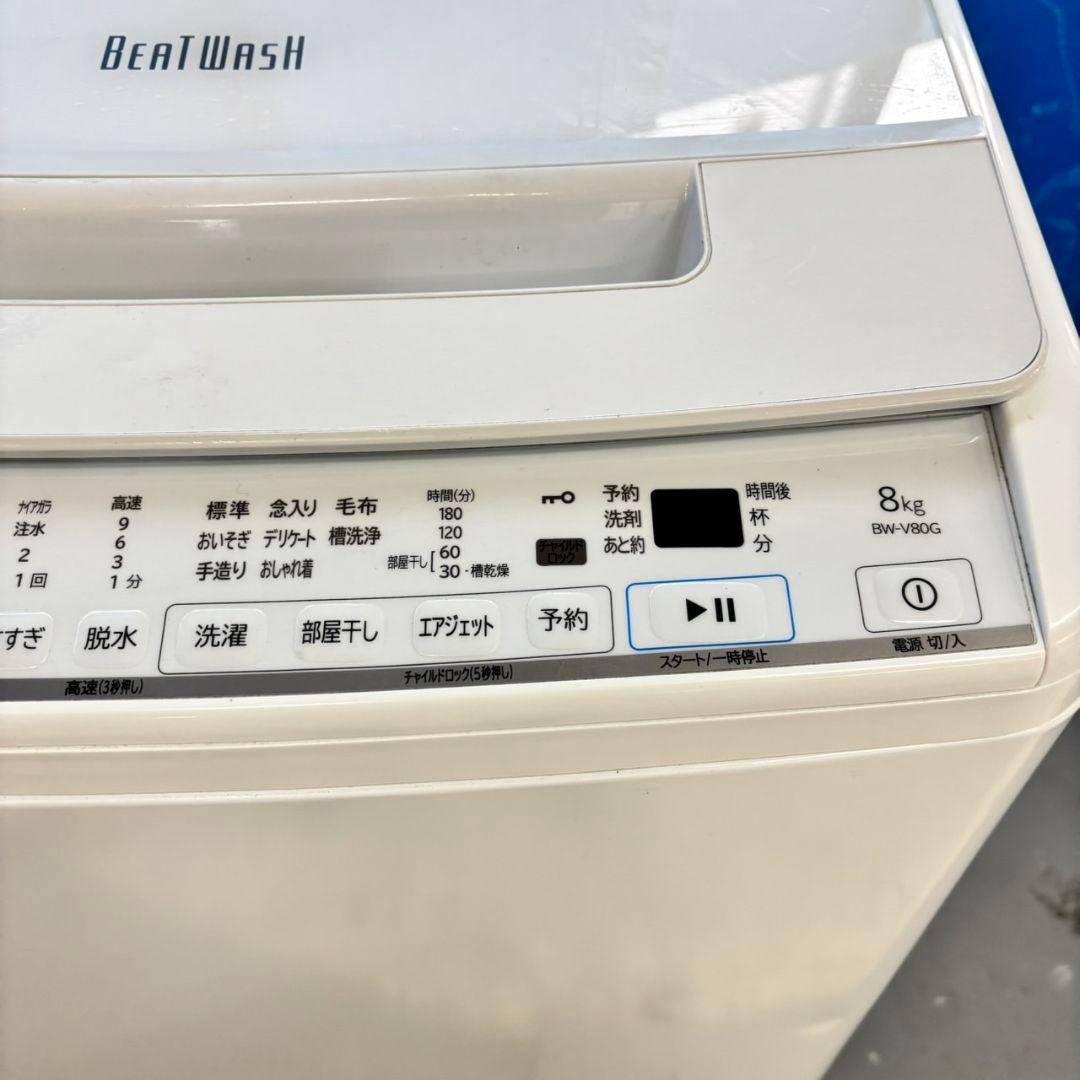 BEATWASH
ナイアガラ
注水
2
1回
高速
9
6
3
1分
標準 念入り 毛布
おいそぎ デリケート 槽洗浄
手造り おしゃれ着
時間(分)
180
120
部屋干し[ 60
30 - 槽乾燥
チャイルド
ロック
予約 時間後
洗剤 杯
あと約 分
8kg
BW-V80G
すぎ 脱水 洗濯 部屋干し エアジェット 予約
高速(3秒押し)
チャイルドロック(5秒押し)
スタート/一時停止
電源 切/入